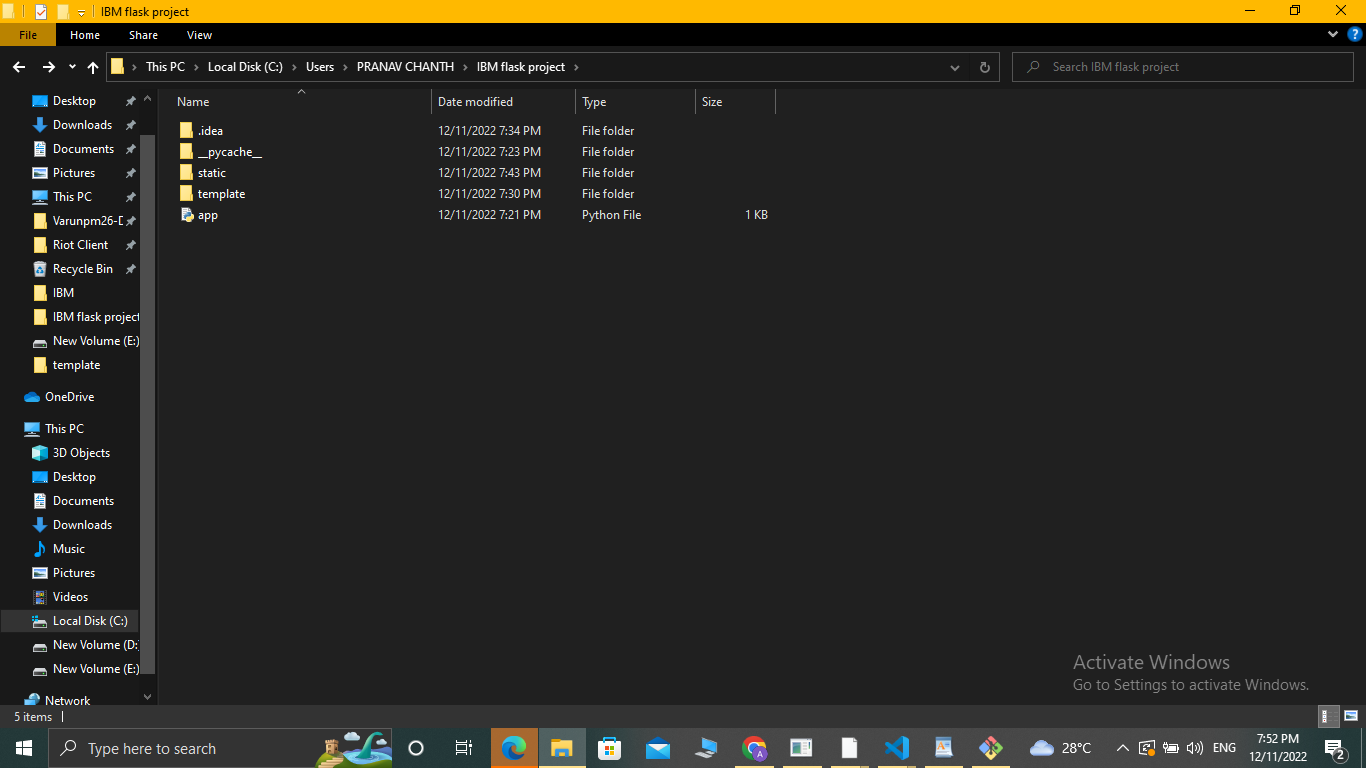 IBM flask project
File Home Share View
This PC Local Disk (C:) Users PRANAV CHANTH IBM flask project
Search IBM flask project
Name Date modified Type Size
.idea 12/11/2022 7:34 PM File folder
__pycache__ 12/11/2022 7:23 PM File folder
static 12/11/2022 7:43 PM File folder
template 12/11/2022 7:30 PM File folder
app 12/11/2022 7:21 PM Python File 1 KB
Desktop
Downloads
Documents
Pictures
This PC
Varunpm26-D
Riot Client
Recycle Bin
IBM
IBM flask project
New Volume (E:)
template
OneDrive
This PC
3D Objects
Desktop
Documents
Downloads
Music
Pictures
Videos
Local Disk (C:)
New Volume (D:)
New Volume (E:)
Network
Activate Windows
Go to Settings to activate Windows.
5 items
Type here to search
A
28°C
ENG
7:52 PM
12/11/2022
2